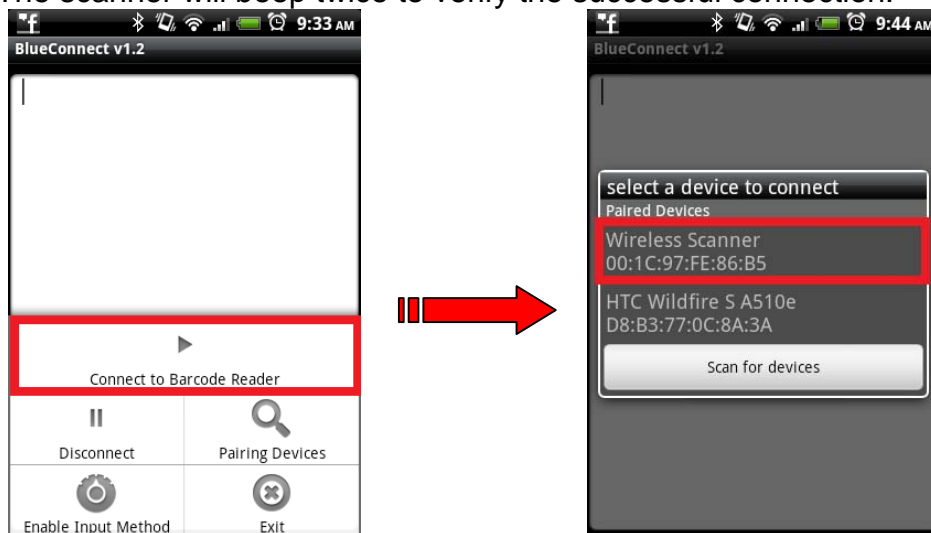 The scanner will beep twice to verify the successful connection.
9:33 AM
BlueConnect v1.2
Connect to Barcode Reader
Disconnect
Pairing Devices
Enable Input Method
Exit
9:44 AM
BlueConnect v1.2
select a device to connect
Paired Devices
Wireless Scanner
00:1C:97:FE:86:B5
HTC Wildfire S A510e
D8:B3:77:0C:8A:3A
Scan for devices